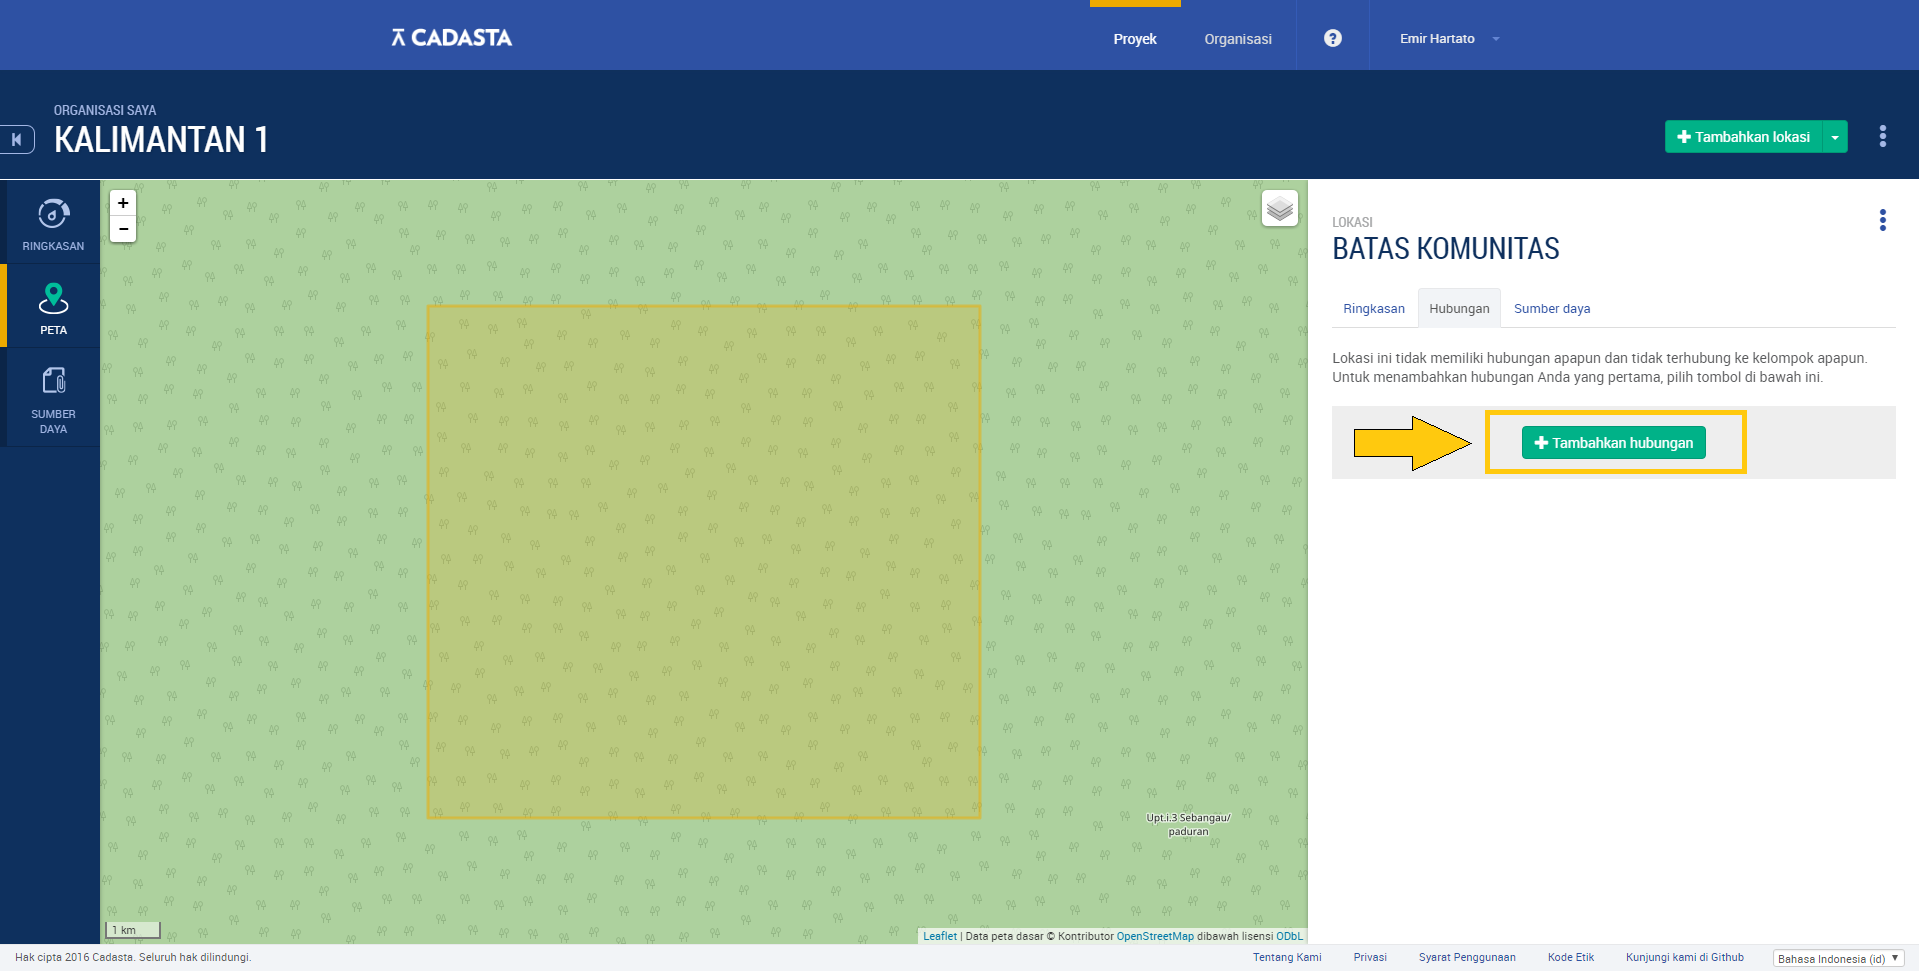 CADASTA
Proyek
Organisasi
?
Emir Hartato
ORGANISASI SAYA
KALIMANTAN 1
Tambahkan lokasi
RINGKASAN
PETA
SUMBER
DAYA
+
-
Upt.i.3 Sebangau/
paduran
1 km
Leaflet | Data peta dasar © Kontributor OpenStreetMap dibawah lisensi ODbL
LOKASI
BATAS KOMUNITAS
Ringkasan
Hubungan
Sumber daya
Lokasi ini tidak memiliki hubungan apapun dan tidak terhubung ke kelompok apapun.
Untuk menambahkan hubungan Anda yang pertama, pilih tombol di bawah ini.
Tambahkan hubungan
Hak cipta 2016 Cadasta. Seluruh hak dilindungi.
Tentang Kami
Privasi
Syarat Penggunaan
Kode Etik
Kunjungi kami di Github
Bahasa Indonesia (id)